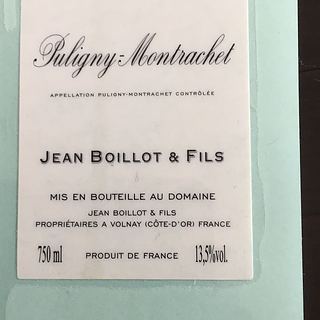 Puligny-Montrachet
APPELLATION PULIGNY-MONTRACHET CONTRÔLÉE
JEAN BOILLOT & FILS
MIS EN BOUTEILLE AU DOMAINE
JEAN BOILLOT & FILS
PROPRIÉTAIRES A VOLNAY (CÔTE-D'OR) FRANCE
750 ml PRODUIT DE FRANCE 13,5%vol.